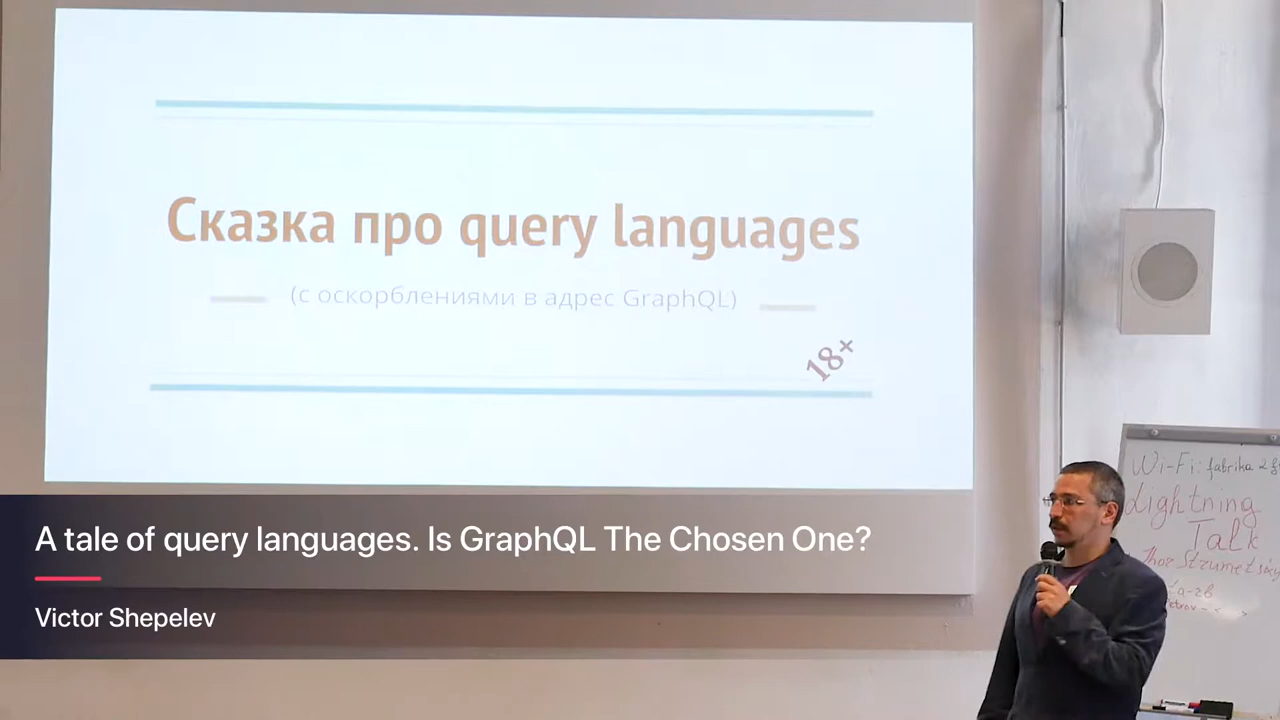 Сказка про query languages
(с оскорблениями в адрес GraphQL)
18+
A tale of query languages. Is GraphQL The Chosen One?
Victor Shepelev
Wi-Fi: fabrika
Lightning
Talk